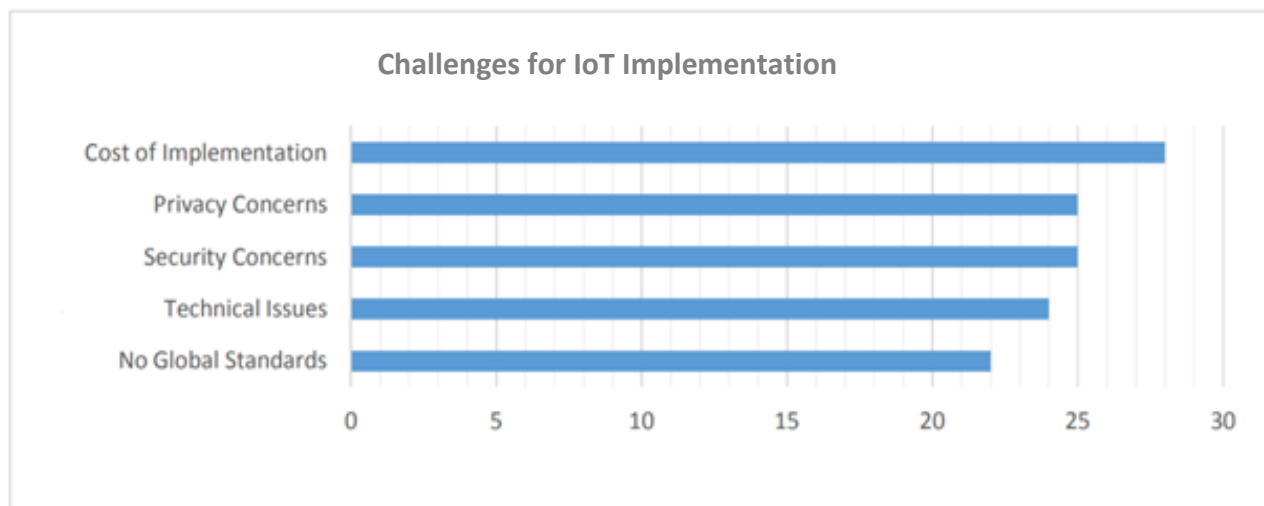 Challenges for IoT Implementation
Cost of Implementation
Privacy Concerns
Security Concerns
Technical Issues
No Global Standards
0 5 10 15 20 25 30